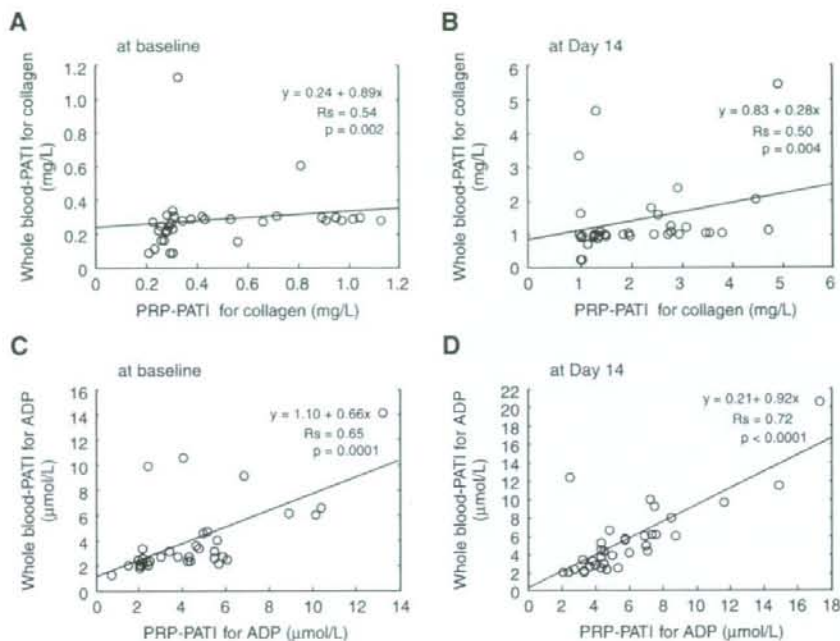 A
at baseline
Whole blood-PATI for collagen
(mg/L)
1.2
1.0
0.8
0.6
0.4
0.2
0
y = 0.24 + 0.89x
Rs = 0.54
p = 0.002
0 0.2 0.4 0.6 0.8 1.0 1.2
PRP-PATI for collagen (mg/L)
B
at Day 14
Whole blood-PATI for collagen
(mg/L)
6
5
4
3
2
1
0
y = 0.83 + 0.28x
Rs = 0.50
p = 0.004
0 1 2 3 4 5 6
PRP-PATI for collagen (mg/L)
C
at baseline
Whole blood-PATI for ADP
(μmol/L)
16
14
12
10
8
6
4
2
0
y = 1.10 + 0.66x
Rs = 0.65
p = 0.0001
0 2 4 6 8 10 12 14
PRP-PATI for ADP (μmol/L)
D
at Day 14
Whole blood-PATI for ADP
(μmol/L)
22
20
18
16
14
12
10
8
6
4
2
0
y = 0.21+ 0.92x
Rs = 0.72
p < 0.0001
0 2 4 6 8 10 12 14 16 18
PRP-PATI for ADP (μmol/L)